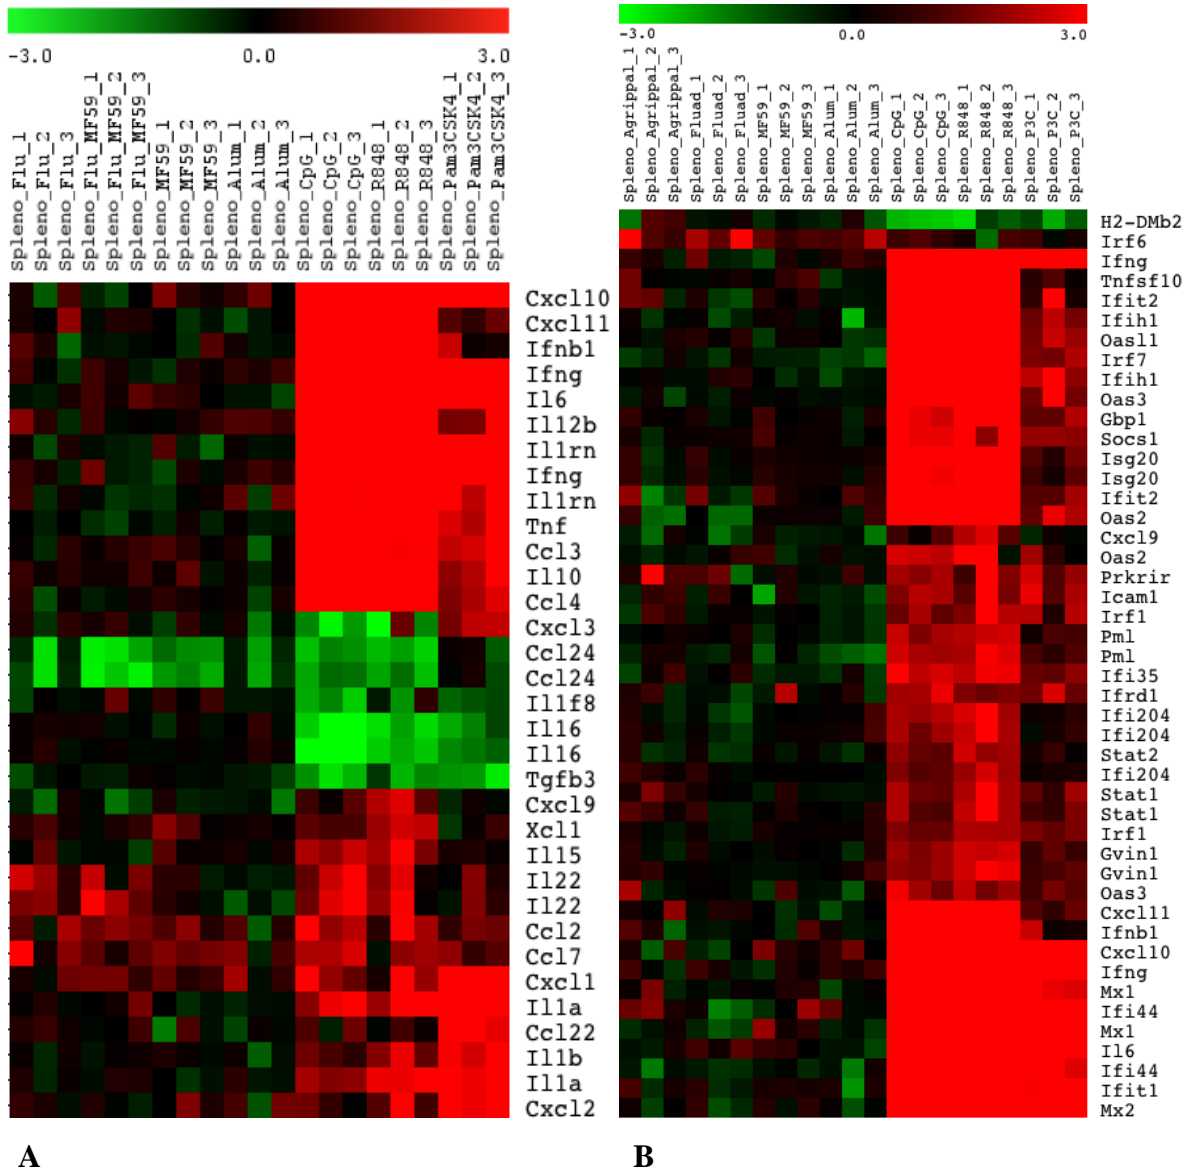 -3.0 0.0 3.0
Spleno_Flu_1
Spleno_Flu_2
Spleno_Flu_3
Spleno_Flu_MF59_1
Spleno_Flu_MF59_2
Spleno_Flu_MF59_3
Spleno_MF59_1
Spleno_MF59_2
Spleno_MF59_3
Spleno_Alum_1
Spleno_Alum_2
Spleno_Alum_3
Spleno_CpG_1
Spleno_CpG_2
Spleno_CpG_3
Spleno_R848_1
Spleno_R848_2
Spleno_R848_3
Spleno_Pam3CSK4_1
Spleno_Pam3CSK4_2
Spleno_Pam3CSK4_3
Cxcl10
Cxcl11
Ifnb1
Ifng
Il6
Il12b
Il1rn
Ifng
Il1rn
Tnf
Ccl3
Il10
Ccl4
Cxcl3
Ccl24
Ccl24
Il1f8
Il16
Il16
Tgfb3
Cxcl9
Xcl1
Il15
Il22
Il22
Ccl2
Ccl7
Cxcl1
Il1a
Ccl22
Il1b
Il1a
Cxcl2
A
-3.0 0.0 3.0
Spleno_Agrippal_1
Spleno_Agrippal_2
Spleno_Agrippal_3
Spleno_Fluad_1
Spleno_Fluad_2
Spleno_Fluad_3
Spleno_MF59_1
Spleno_MF59_2
Spleno_MF59_3
Spleno_Alum_1
Spleno_Alum_2
Spleno_Alum_3
Spleno_CpG_1
Spleno_CpG_2
Spleno_CpG_3
Spleno_R848_1
Spleno_R848_2
Spleno_R848_3
Spleno_P3C_1
Spleno_P3C_2
Spleno_P3C_3
H2-DMb2
Irf6
Ifng
Tnfsf10
Ifit2
Ifih1
Oasl1
Irf7
Ifih1
Oas3
Gbp1
Socs1
Isg20
Isg20
Ifit2
Oas2
Cxcl9
Oas2
Prkrir
Icam1
Irf1
Pml
Pml
Ifi35
Ifrd1
Ifi204
Ifi204
Stat2
Ifi204
Stat1
Stat1
Irf1
Gvin1
Gvin1
Oas3
Cxcl11
Ifnb1
Cxcl10
Ifng
Mx1
Ifi44
Mx1
Il6
Ifi44
Ifit1
Mx2
B